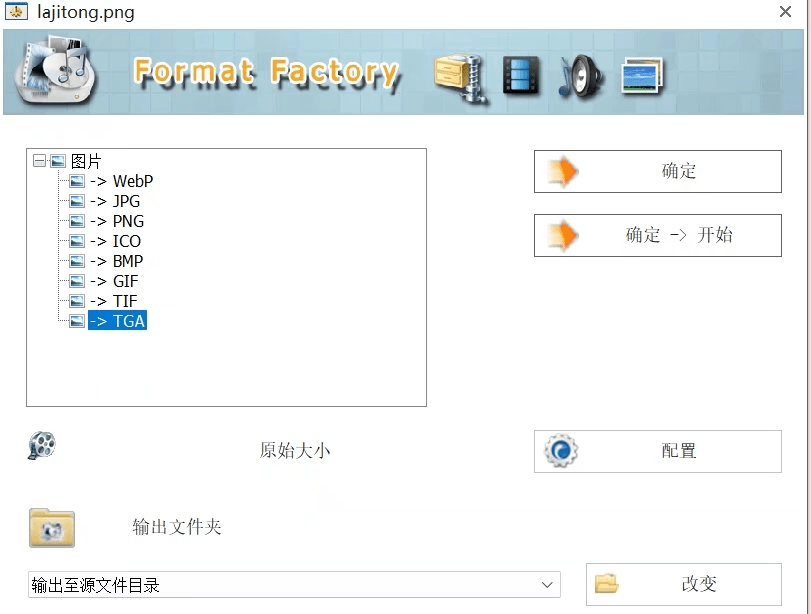 lajitong.png
Format Factory
图片
-> WebP
-> JPG
-> PNG
-> ICO
-> BMP
-> GIF
-> TIF
-> TGA
确定
确定 -> 开始
原始大小
配置
输出文件夹
输出至源文件目录
改变